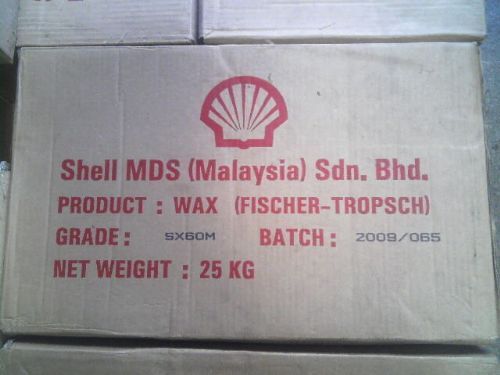 Shell MDS (Malaysia) Sdn. Bhd.
PRODUCT : WAX (FISCHER-TROPSCH)
GRADE : SX60M BATCH : 2009/065
NET WEIGHT : 25 KG